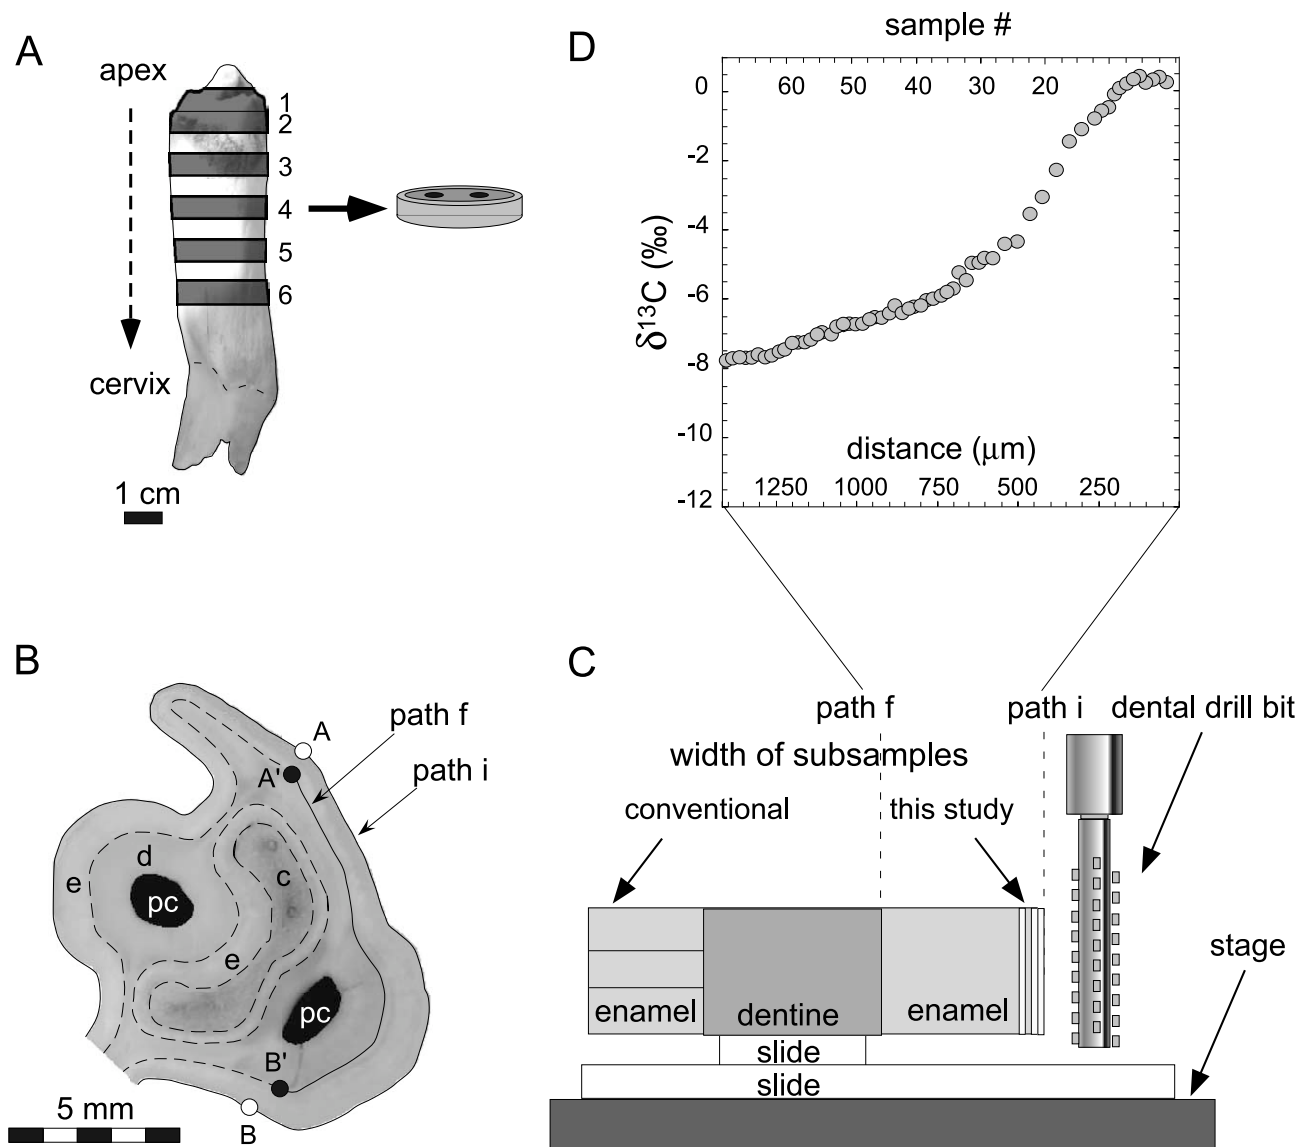 A
apex
1
2
3
4
5
6
cervix
1 cm
D
sample #
60 50 40 30 20
0
-2
-4
-6
-8
-10
-12
δ13C (‰)
distance (μm)
1250 1000 750 500 250
B
path f
path i
A
A'
d
e
c
pc
e
pc
B'
B
5 mm
C
path f
path i
dental drill bit
width of subsamples
conventional
this study
stage
enamel
dentine
enamel
slide
slide